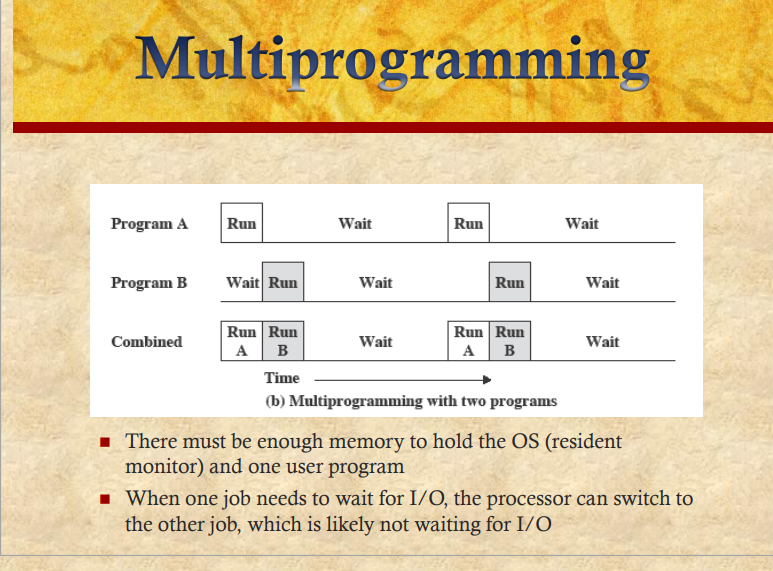 Multiprogramming
Program A Run Wait Run Wait
Program B Wait Run Wait Run Wait
Combined Run A Run B Wait Run A Run B Wait
Time
(b) Multiprogramming with two programs
There must be enough memory to hold the OS (resident
monitor) and one user program
When one job needs to wait for I/O, the processor can switch to
the other job, which is likely not waiting for I/O